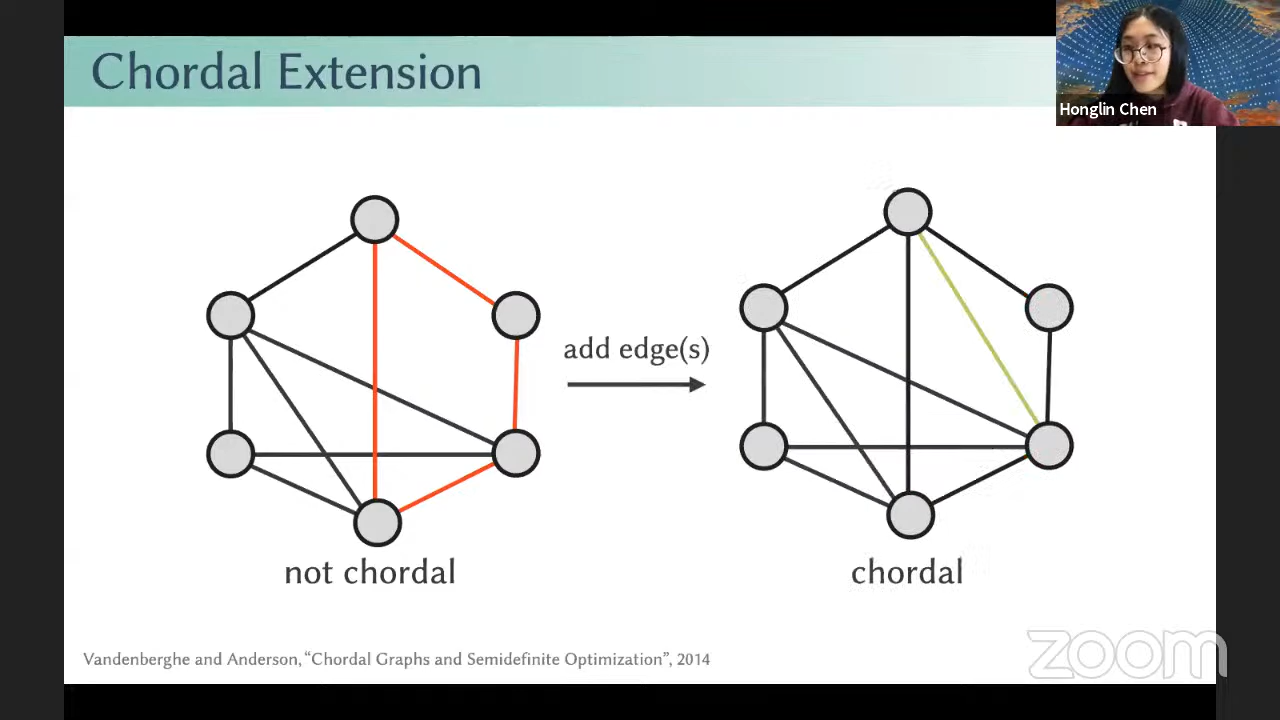 Chordal Extension
Honglin Chen
add edge(s)
not chordal
chordal
Vandenberghe and Anderson, “Chordal Graphs and Semidefinite Optimization”, 2014
zoom